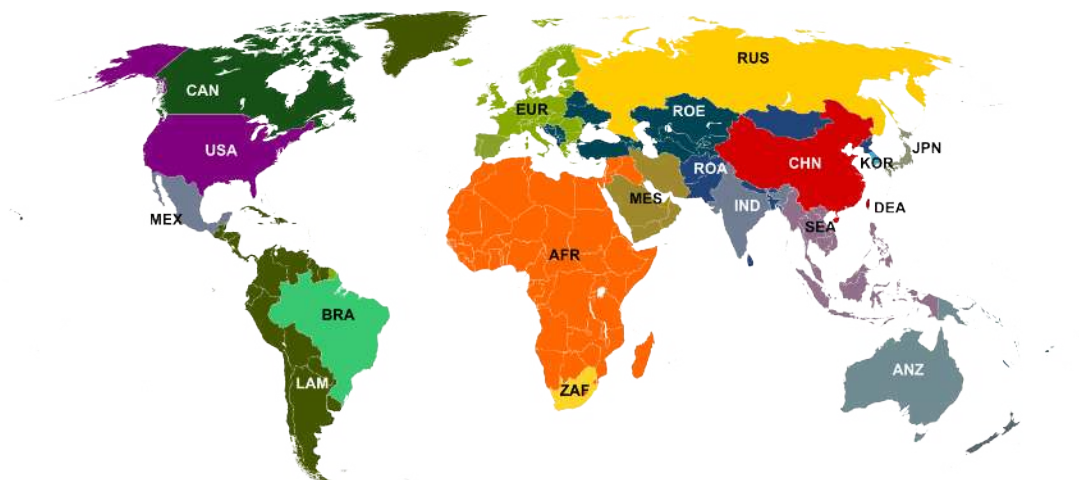 RUS
CAN
EUR
ROE
USA
JPN
KOR
CHN
ROA
MES
IND
DEA
MEX
SEA
AFR
BRA
ANZ
LAM
ZAF